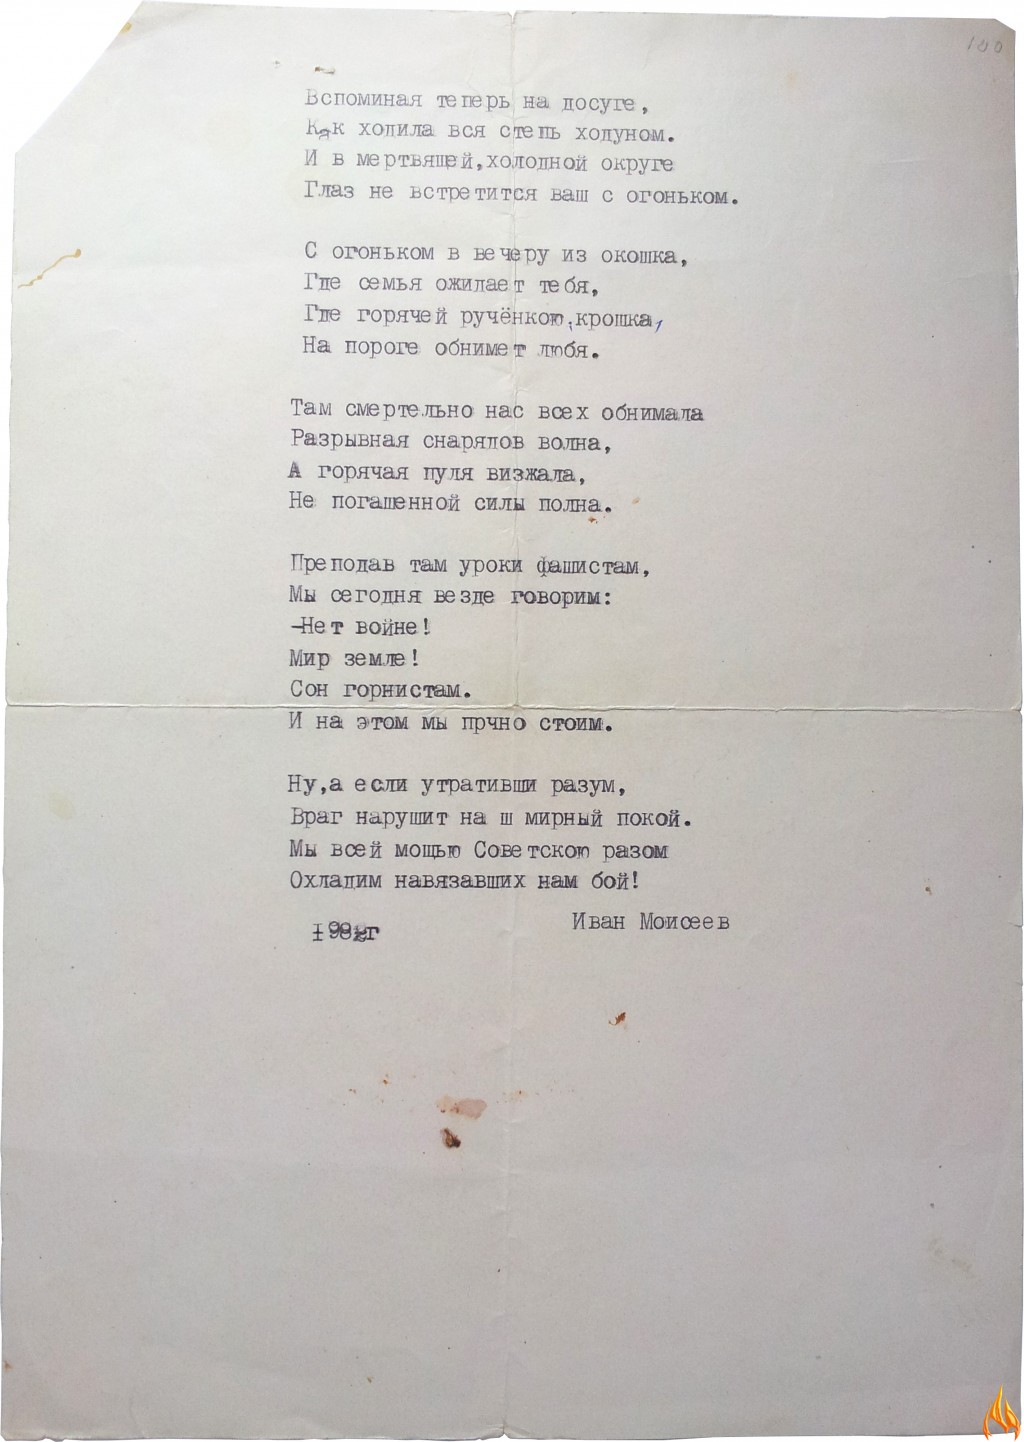 100
Вспоминая теперь на досуге,
Как ходила вся степь ходуном.
И в мертвящей,холодной округе
Глаз не встретится ваш с огоньком.
С огоньком в вечеру из окошка,
Где семья ожидает тебя,
Где горячей ручёнкою,крошка,
На пороге обнимет любя.
Там смертельно нас всех обнимала
Разрывная снарядов волна,
А горячая пуля визжала,
Не погашенной силы полна.
Преподав там уроки фашистам,
Мы сегодня везде говорим:
-Нет войне!
Мир земле!
Сон горнистам.
И на этом мы прчно стоим.
Ну,а если утративши разум,
Враг нарушит на ш мирный покой.
Мы всей мощью Советскою разом
Охладим навязавших нам бой!
Иван Моисеев